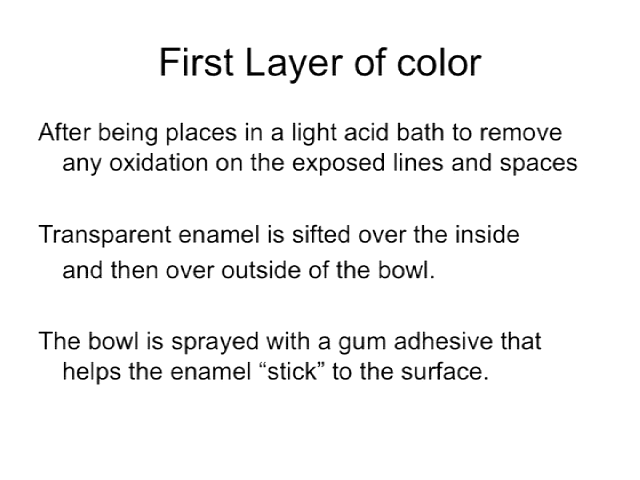 First Layer of color
After being places in a light acid bath to remove
any oxidation on the exposed lines and spaces
Transparent enamel is sifted over the inside
and then over outside of the bowl.
The bowl is sprayed with a gum adhesive that
helps the enamel “stick” to the surface.